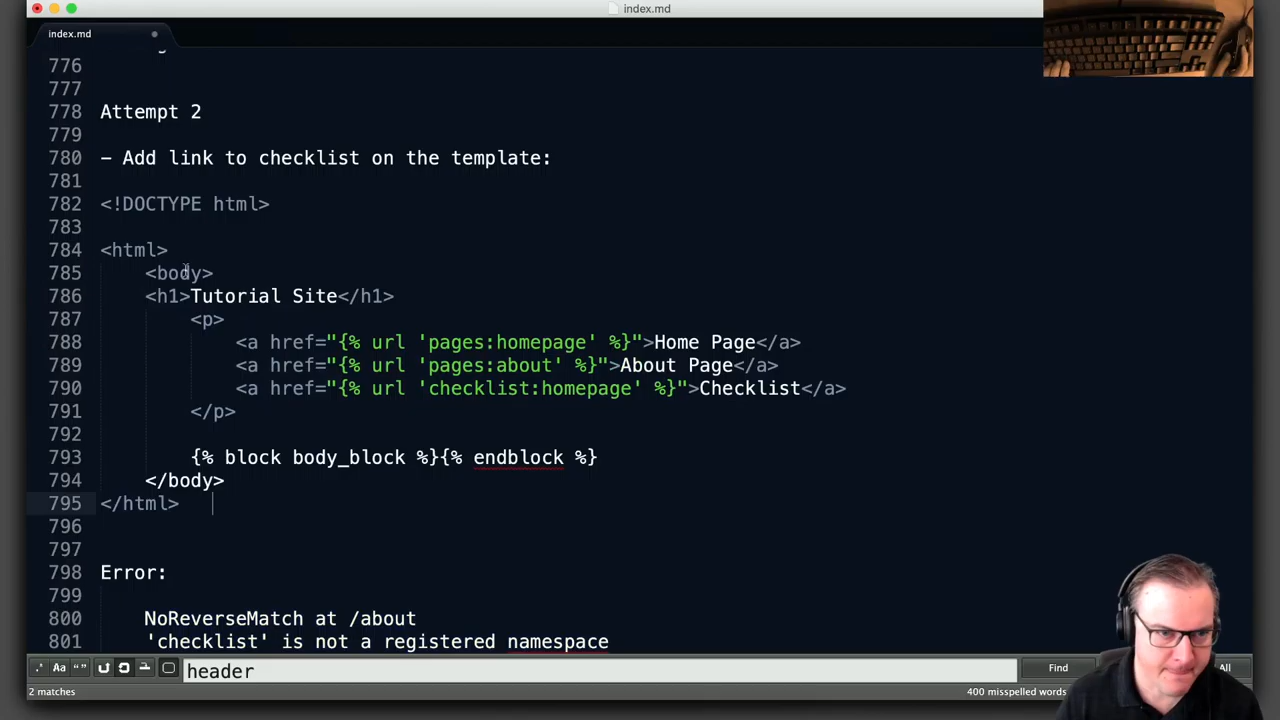 index.md
index.md
776
777
778 Attempt 2
779
780 - Add link to checklist on the template:
781
782 <!DOCTYPE html>
783
784 <html>
785 <body>
786 <h1>Tutorial Site</h1>
787 <p>
788 <a href="{% url 'pages:homepage' %}">Home Page</a>
789 <a href="{% url 'pages:about' %}">About Page</a>
790 <a href="{% url 'checklist:homepage' %}">Checklist</a>
791 </p>
792
793 {% block body_block %}{% endblock %}
794 </body>
795 </html>
796
797
798 Error:
799
800 NoReverseMatch at /about
801 'checklist' is not a registered namespace
.* Aa “ ” header Find All
2 matches 400 misspelled words